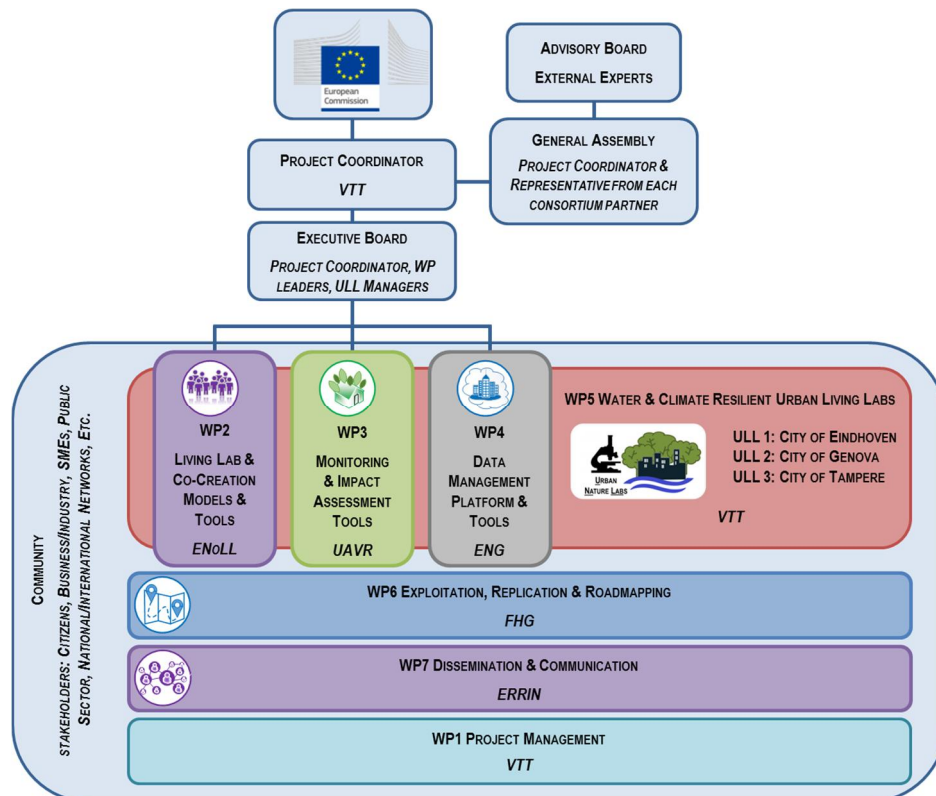 European
Commission
ADVISORY BOARD
EXTERNAL EXPERTS
GENERAL ASSEMBLY
PROJECT COORDINATOR &
REPRESENTATIVE FROM EACH
CONSORTIUM PARTNER
PROJECT COORDINATOR
VTT
EXECUTIVE BOARD
PROJECT COORDINATOR, WP
LEADERS, ULL MANAGERS
COMMUNITY
STAKEHOLDERS: CITIZENS, BUSINESS/INDUSTRY, SMES, PUBLIC
SECTOR, NATIONAL/INTERNATIONAL NETWORKS, ETC.
WP2
LIVING LAB &
CO-CREATION
MODELS &
TOOLS
ENOLL
WP3
MONITORING
& IMPACT
ASSESSMENT
TOOLS
UAVR
WP4
DATA
MANAGEMENT
PLATFORM &
TOOLS
ENG
WP5 WATER & CLIMATE RESILIENT URBAN LIVING LABS
URBAN
NATURE LABS
ULL 1: CITY OF EINDHOVEN
ULL 2: CITY OF GENOVA
ULL 3: CITY OF TAMPERE
VTT
WP6 EXPLOITATION, REPLICATION & ROADMAPPING
FHG
WP7 DISSEMINATION & COMMUNICATION
ERRIN
WP1 PROJECT MANAGEMENT
VTT